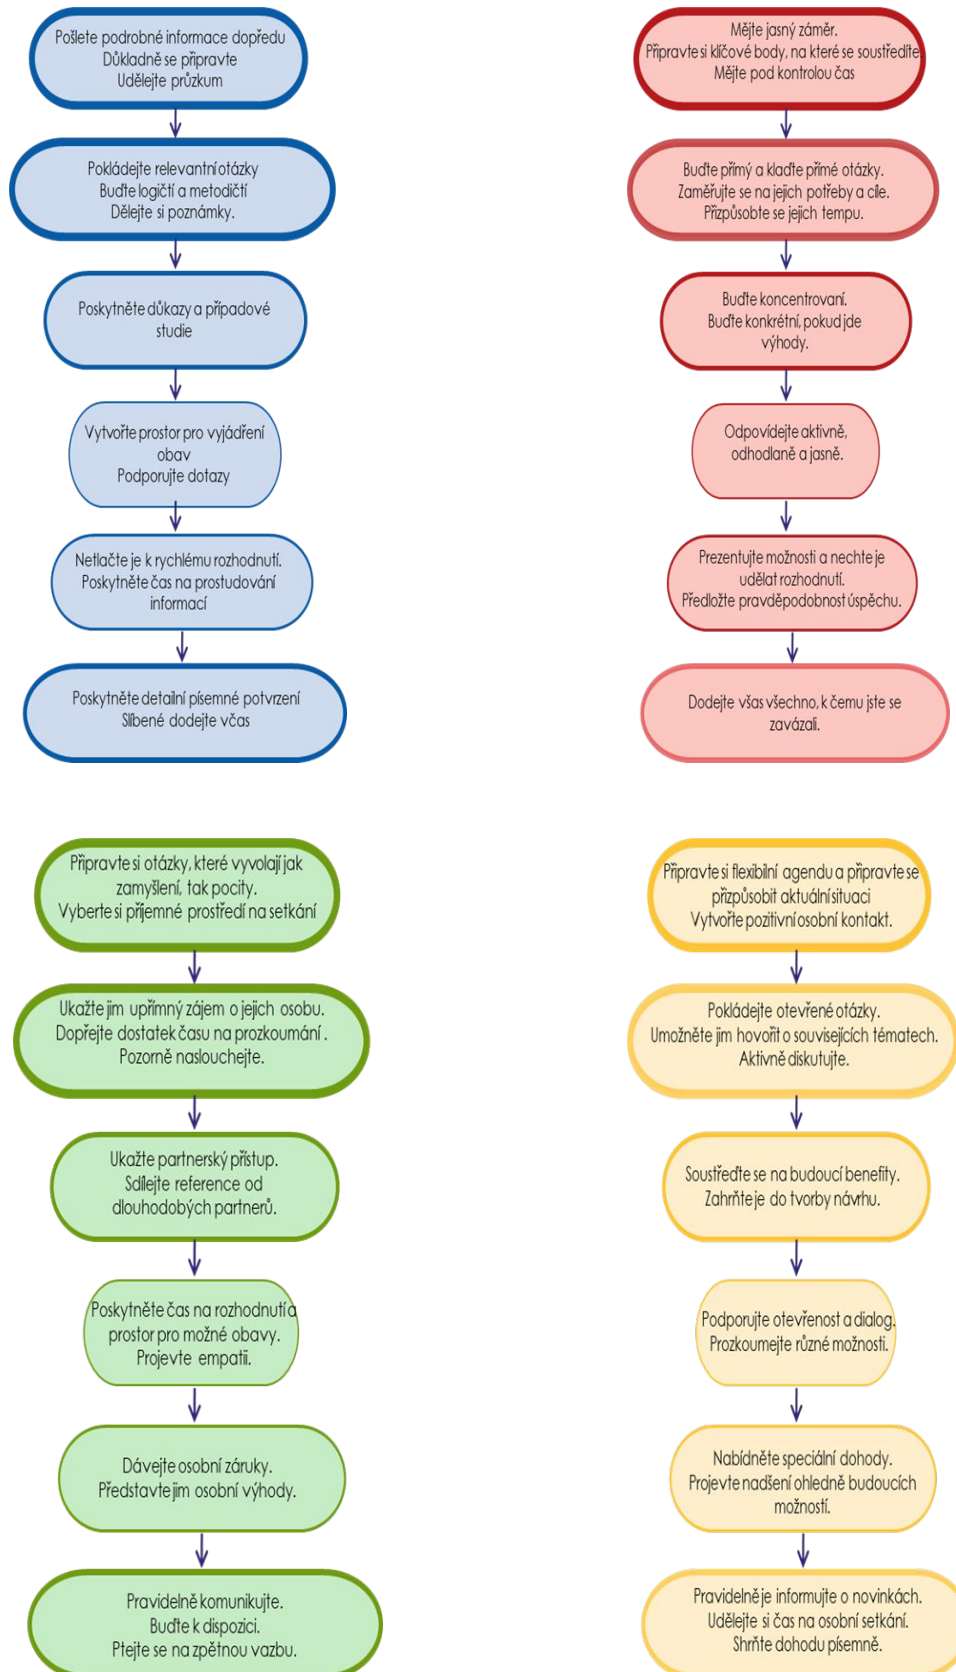 Pošlete podrobné informace dopředu
Důkladně se připravte
Udělejte průzkum
Pokládejte relevantní otázky
Buďte logičtí a metodičtí
Dělejte si poznámky.
Poskytněte důkazy a případové
studie
Vytvořte prostor pro vyjádření
obav
Podporujte dotazy
Netlačte je k rychlému rozhodnutí.
Poskytněte čas na prostudování
informací
Poskytněte detailní písemné potvrzení
Slíbené dodejte včas
Mějte jasný záměr.
Připravte si klíčové body, na které se soustředíte.
Mějte pod kontrolou čas
Buďte přímý a klaďte přímé otázky.
Zaměřujte se na jejich potřeby a cíle.
Přizpůsobte se jejich tempu.
Buďte koncentrovaní.
Buďte konkrétní, pokud jde
výhody.
Odpovídejte aktivně,
odhodlaně a jasně.
Prezentujte možnosti a nechte je
udělat rozhodnutí.
Předložte pravděpodobnost úspěchu.
Dodejte všas všechno, k čemu jste se
zavázali.
Připravte si otázky, které vyvolají jak
zamyšlení, tak pocity.
Vyberte si příjemné prostředí na setkání
Ukažte jim upřímný zájem o jejich osobu.
Dopřejte dostatek času na prozkoumání .
Pozorně naslouchejte.
Ukažte partnerský přístup.
Sdílejte reference od
dlouhodobých partnerů.
Poskytněte čas na rozhodnutí a
prostor pro možné obavy.
Projevte empatii.
Dávejte osobní záruky.
Představte jim osobní výhody.
Pravidelně komunikujte.
Buďte k dispozici.
Ptejte se na zpětnou vazbu.
Připravte si flexibilní agendu a připravte se
přizpůsobit aktuální situaci
Vytvořte pozitivní osobní kontakt.
Pokládejte otevřené otázky.
Umožněte jim hovořit o souvisejících tématech.
Aktivně diskutujte.
Soustřeďte se na budoucí benefity.
Zahrňte je do tvorby návrhu.
Podporujte otevřenost a dialog.
Prozkoumejte různé možnosti.
Nabídněte speciální dohody.
Projevte nadšení ohledně budoucích
možností.
Pravidelně je informujte o novinkách.
Udělejte si čas na osobní setkání.
Shrňte dohodu písemně.